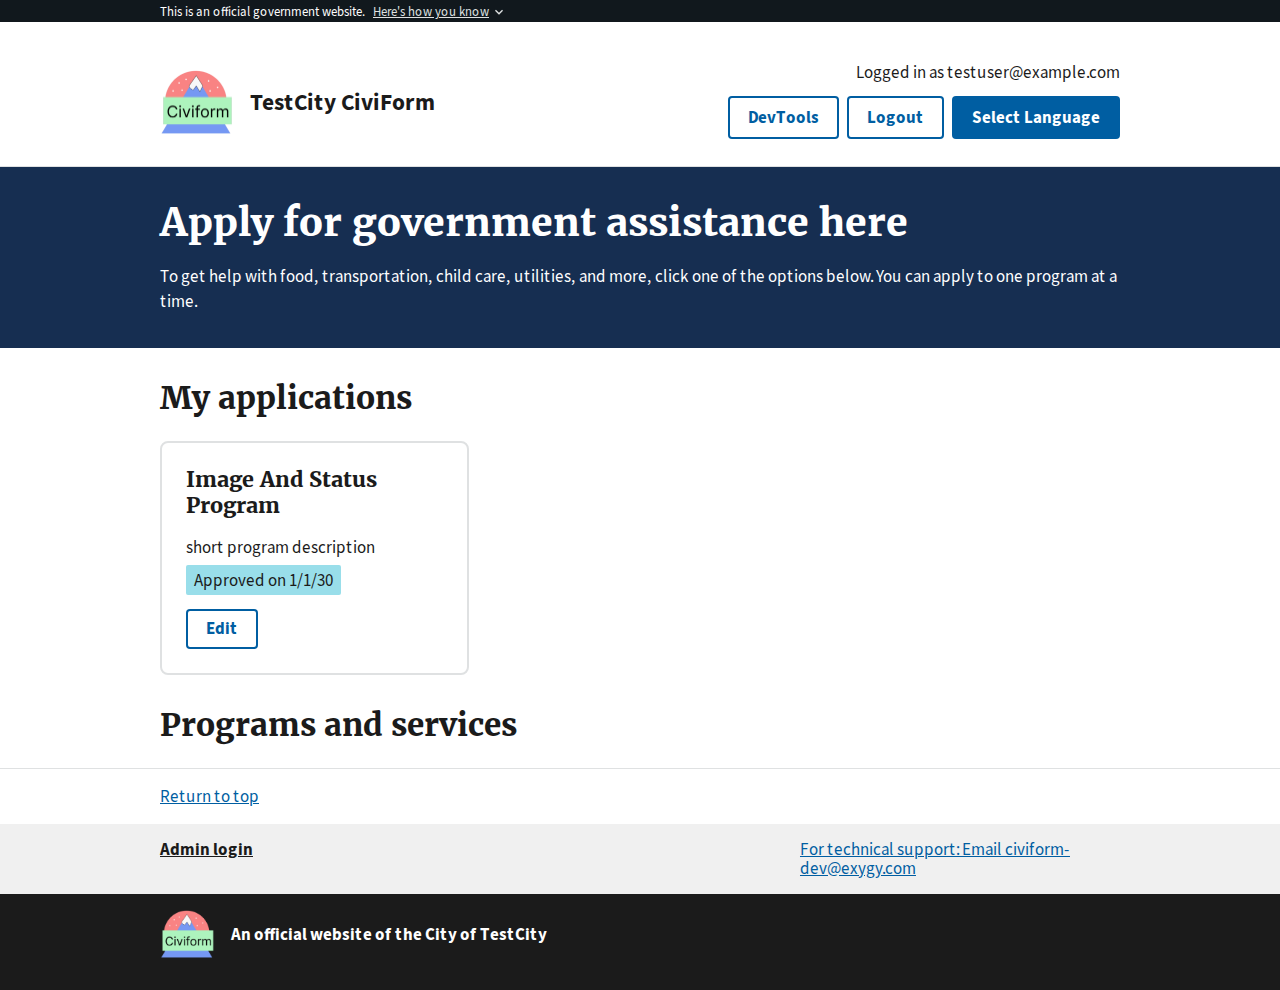 This is an official government website. Here's how you know
Civiform
TestCity CiviForm
Logged in as testuser@example.com
DevTools
Logout
Select Language
Apply for government assistance here
To get help with food, transportation, child care, utilities, and more, click one of the options below. You can apply to one program at a
time.
My applications
Image And Status
Program
short program description
Approved on 1/1/30
Edit
Programs and services
Return to top
Admin login
For technical support: Email civiform-
dev@exygy.com
Civiform
An official website of the City of TestCity